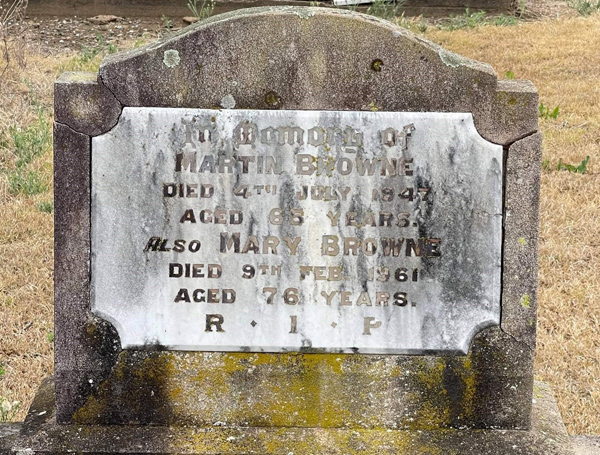 In Memory of
MARTIN BROWNE
DIED 4TH JULY 1947
AGED 65 YEARS.
ALSO MARY BROWNE
DIED 9TH FEB. 1961
AGED 76 YEARS.
R · I · P